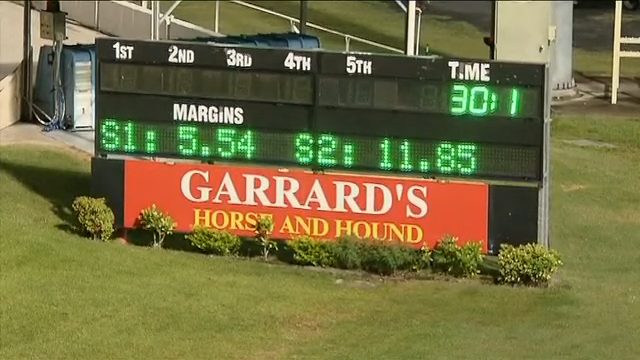 1ST 2ND 3RD 4TH 5TH TIME
30:1
MARGINS
S1: 5.54 S2: 11.85
GARRARD'S
HORSE AND HOUND